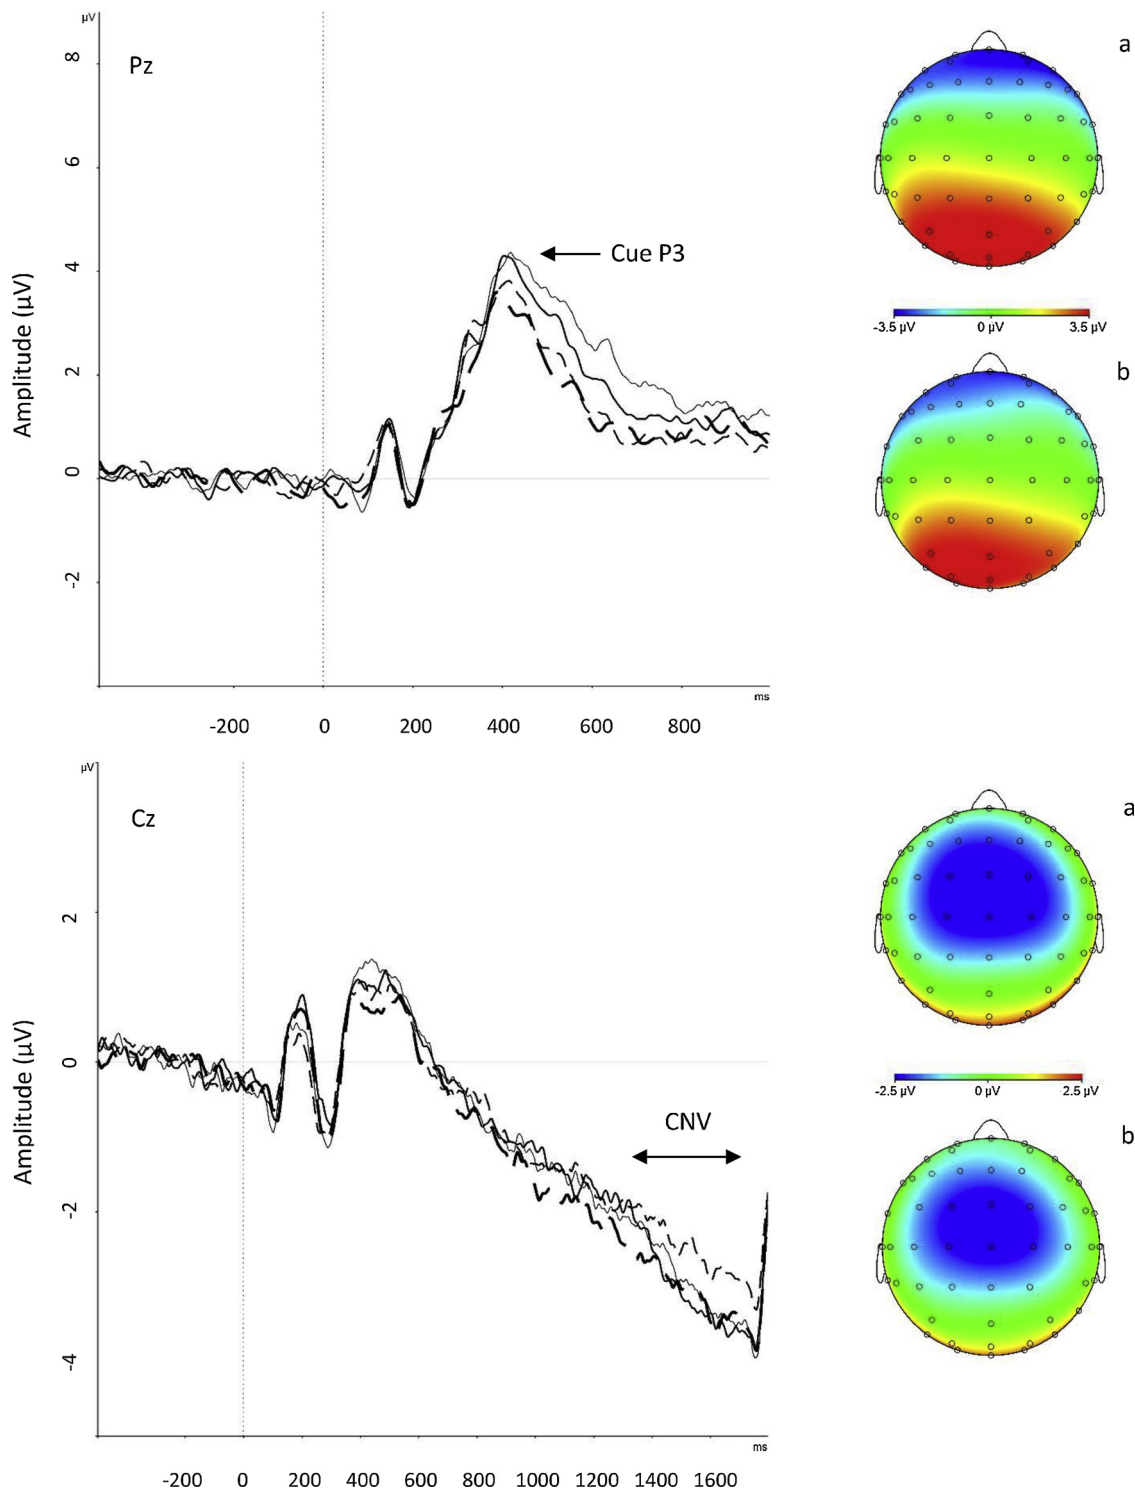 µV
Pz
8
6
4
2
0
-2
Amplitude (µV)
Cue P3
ms
-200 0 200 400 600 800
a
-3.5 µV 0 µV 3.5 µV
b
µV
Cz
2
0
-2
-4
Amplitude (µV)
CNV
ms
-200 0 200 400 600 800 1000 1200 1400 1600
a
-2.5 µV 0 µV 2.5 µV
b